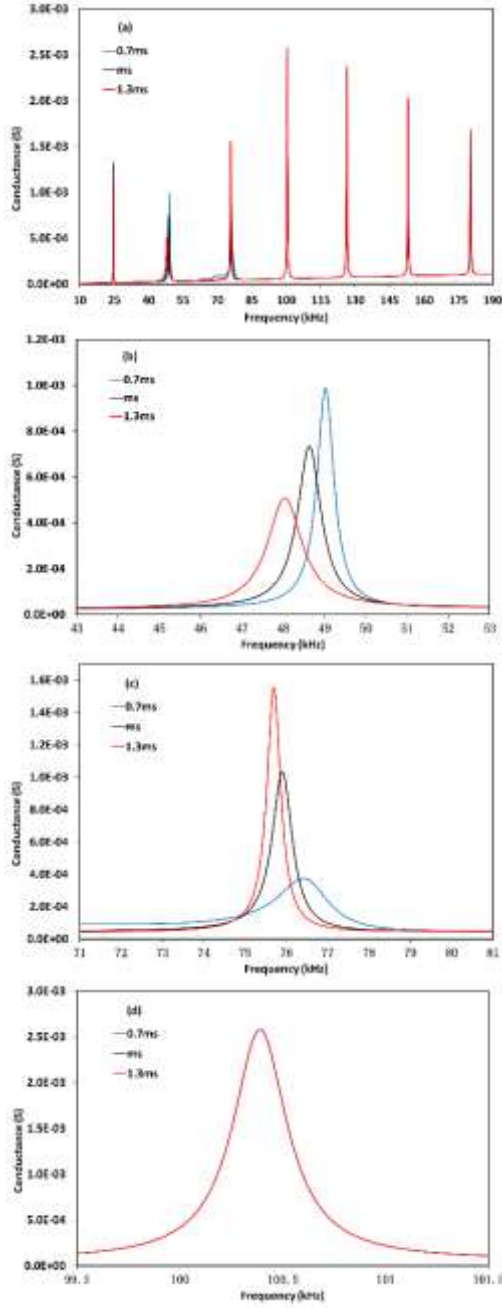 3.0E-03
(a)
0.7ms
ms
1.3ms
2.5E-03
2.0E-03
1.5E-03
1.0E-03
5.0E-04
0.0E+00
Conductance (S)
10 25 40 55 70 85 100 115 130 145 160 175 190
Frequency (kHz)
1.2E-03
(b)
0.7ms
ms
1.3ms
1.0E-03
8.0E-04
6.0E-04
4.0E-04
2.0E-04
0.0E+00
Conductance (S)
43 44 45 46 47 48 49 50 51 52 53
Frequency (kHz)
1.6E-03
(c)
0.7ms
ms
1.3ms
1.4E-03
1.2E-03
1.0E-03
8.0E-04
6.0E-04
4.0E-04
2.0E-04
0.0E+00
Conductance (S)
71 72 73 74 75 76 77 78 79 80 81
Frequency (kHz)
3.0E-03
(d)
0.7ms
ms
1.3ms
2.5E-03
2.0E-03
1.5E-03
1.0E-03
5.0E-04
0.0E+00
Conductance (S)
99.5 100 100.5 101 101.5
Frequency (kHz)